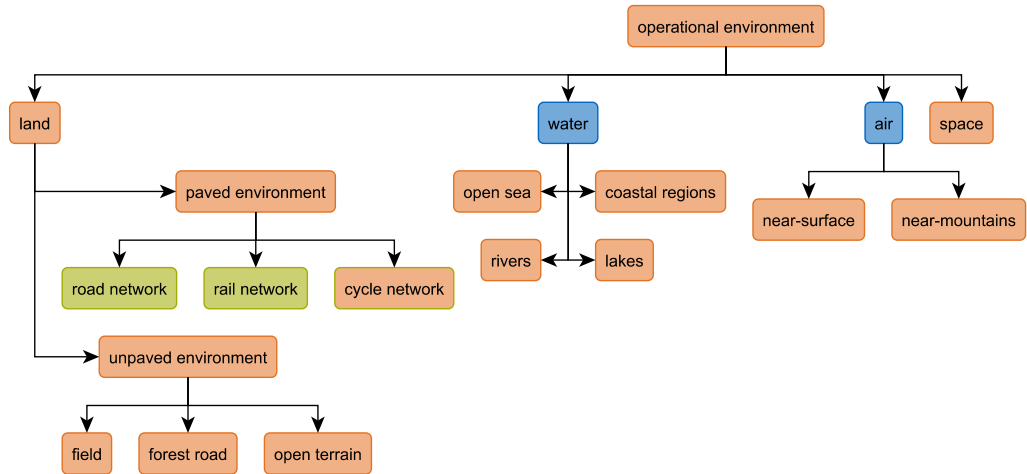 operational environment
land
water
air
space
paved environment
open sea
coastal regions
near-surface
near-mountains
rivers
lakes
road network
rail network
cycle network
unpaved environment
field
forest road
open terrain